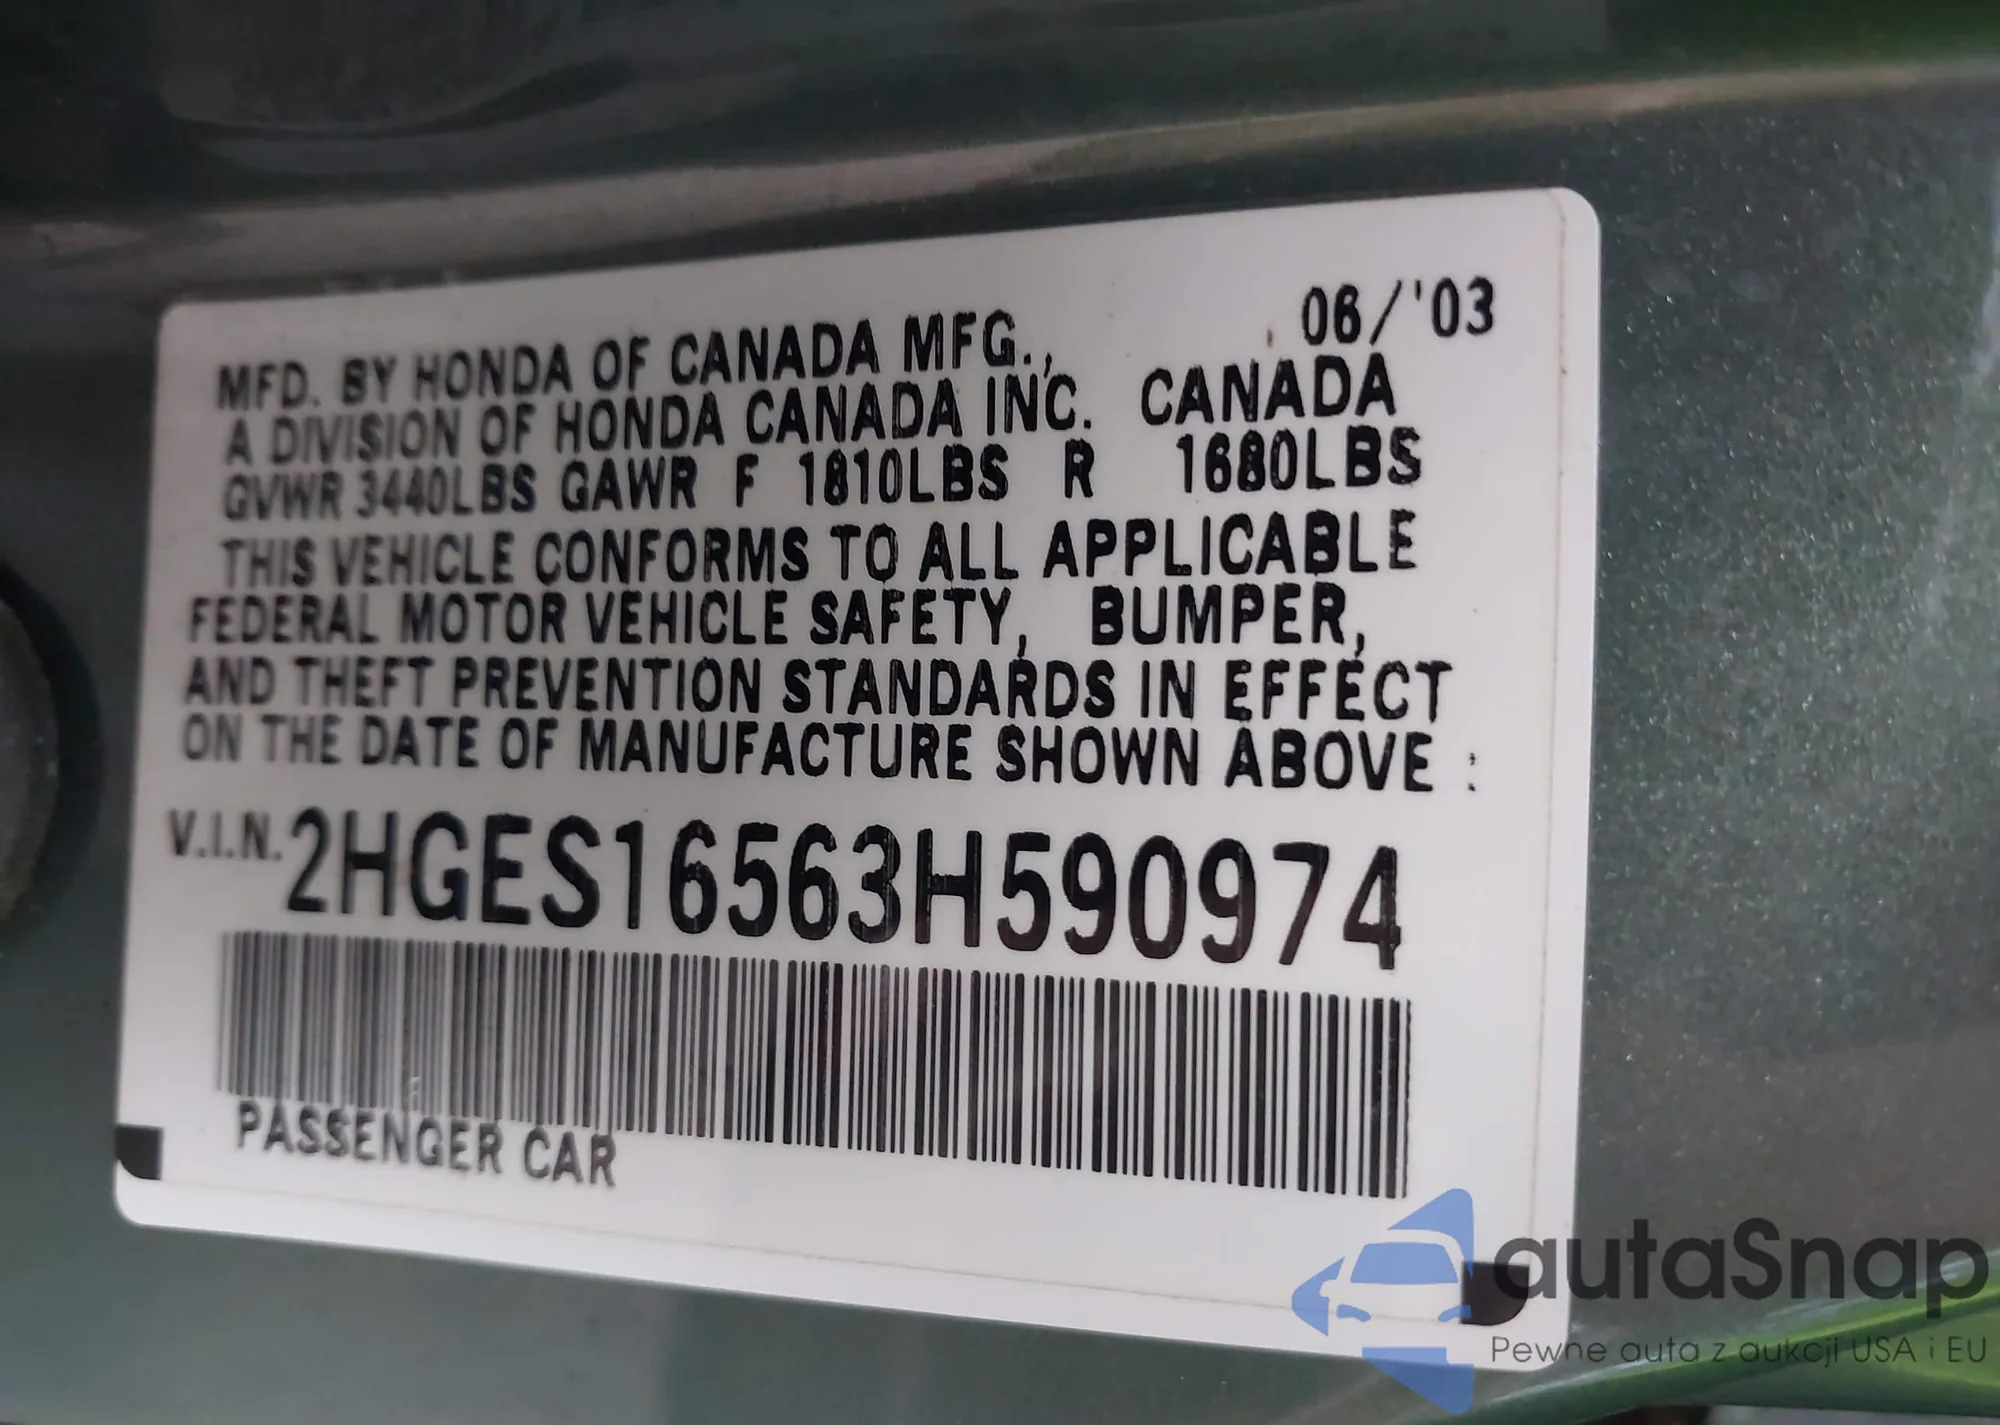 06/'03
MFD. BY HONDA OF CANADA MFG.,
A DIVISION OF HONDA CANADA INC. CANADA
GVWR 3440LBS GAWR F 1810LBS R 1680LBS
THIS VEHICLE CONFORMS TO ALL APPLICABLE
FEDERAL MOTOR VEHICLE SAFETY, BUMPER,
AND THEFT PREVENTION STANDARDS IN EFFECT
ON THE DATE OF MANUFACTURE SHOWN ABOVE :
V.I.N. 2HGES16563H590974
PASSENGER CAR
autaSnap
Pewne auta z aukcji USA i EU